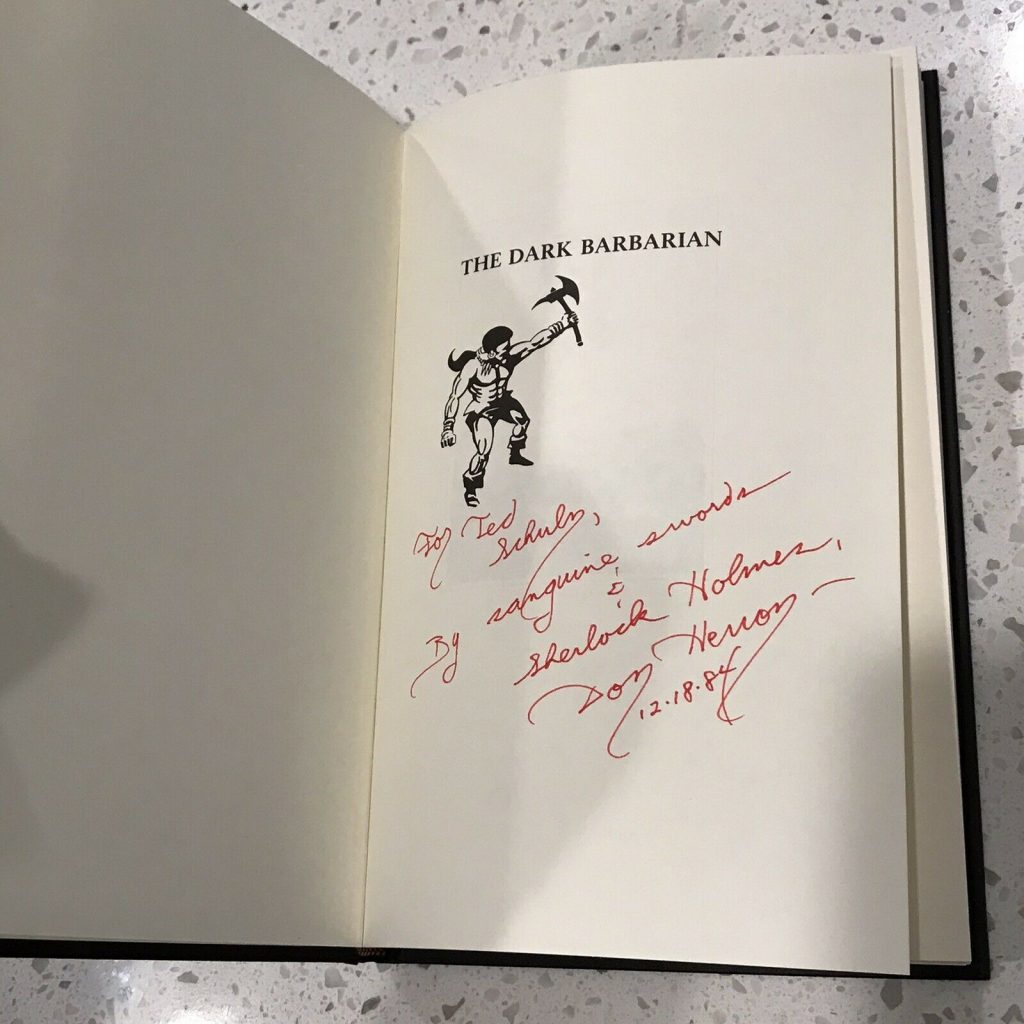 THE DARK BARBARIAN
For Ted
Schulz,
By sanguine swords
&
Sherlock Holmes,
Don Herron —
12.18.84